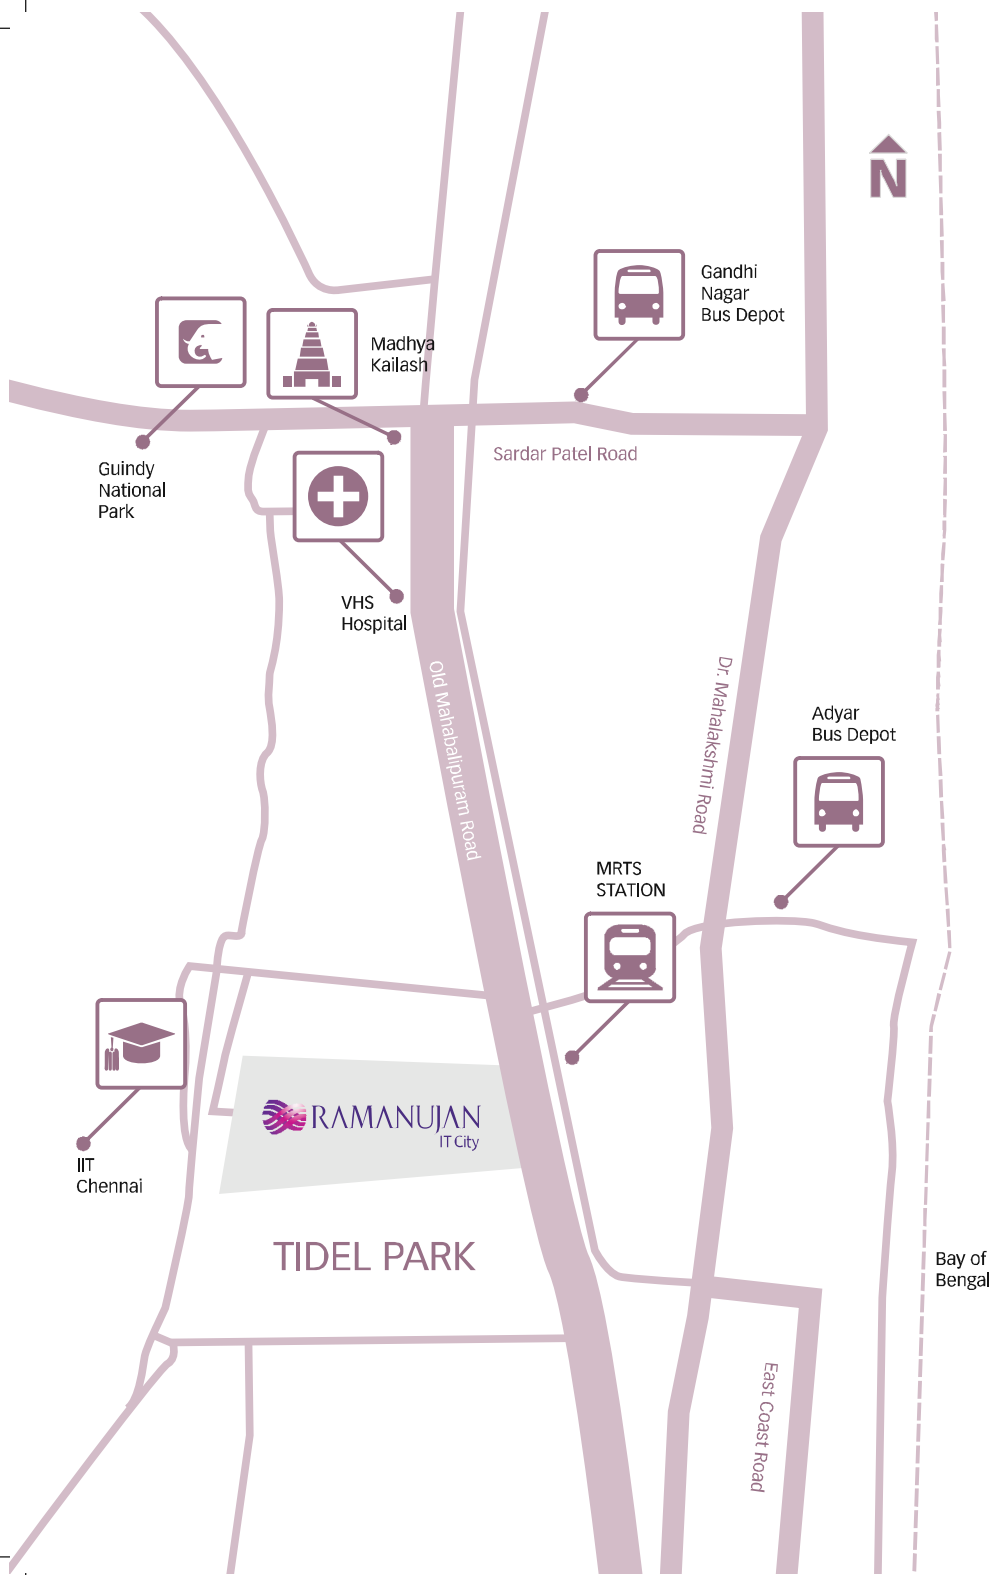 N
Gandhi
Nagar
Bus Depot
Madhya
Kailash
Sardar Patel Road
Guindy
National
Park
VHS
Hospital
Old Mahabalipuram Road
Dr. Mahalakshmi Road
Adyar
Bus Depot
MRTS
STATION
RAMANUJAN
IT City
IIT
Chennai
TIDEL PARK
Bay of
Bengal
East Coast Road